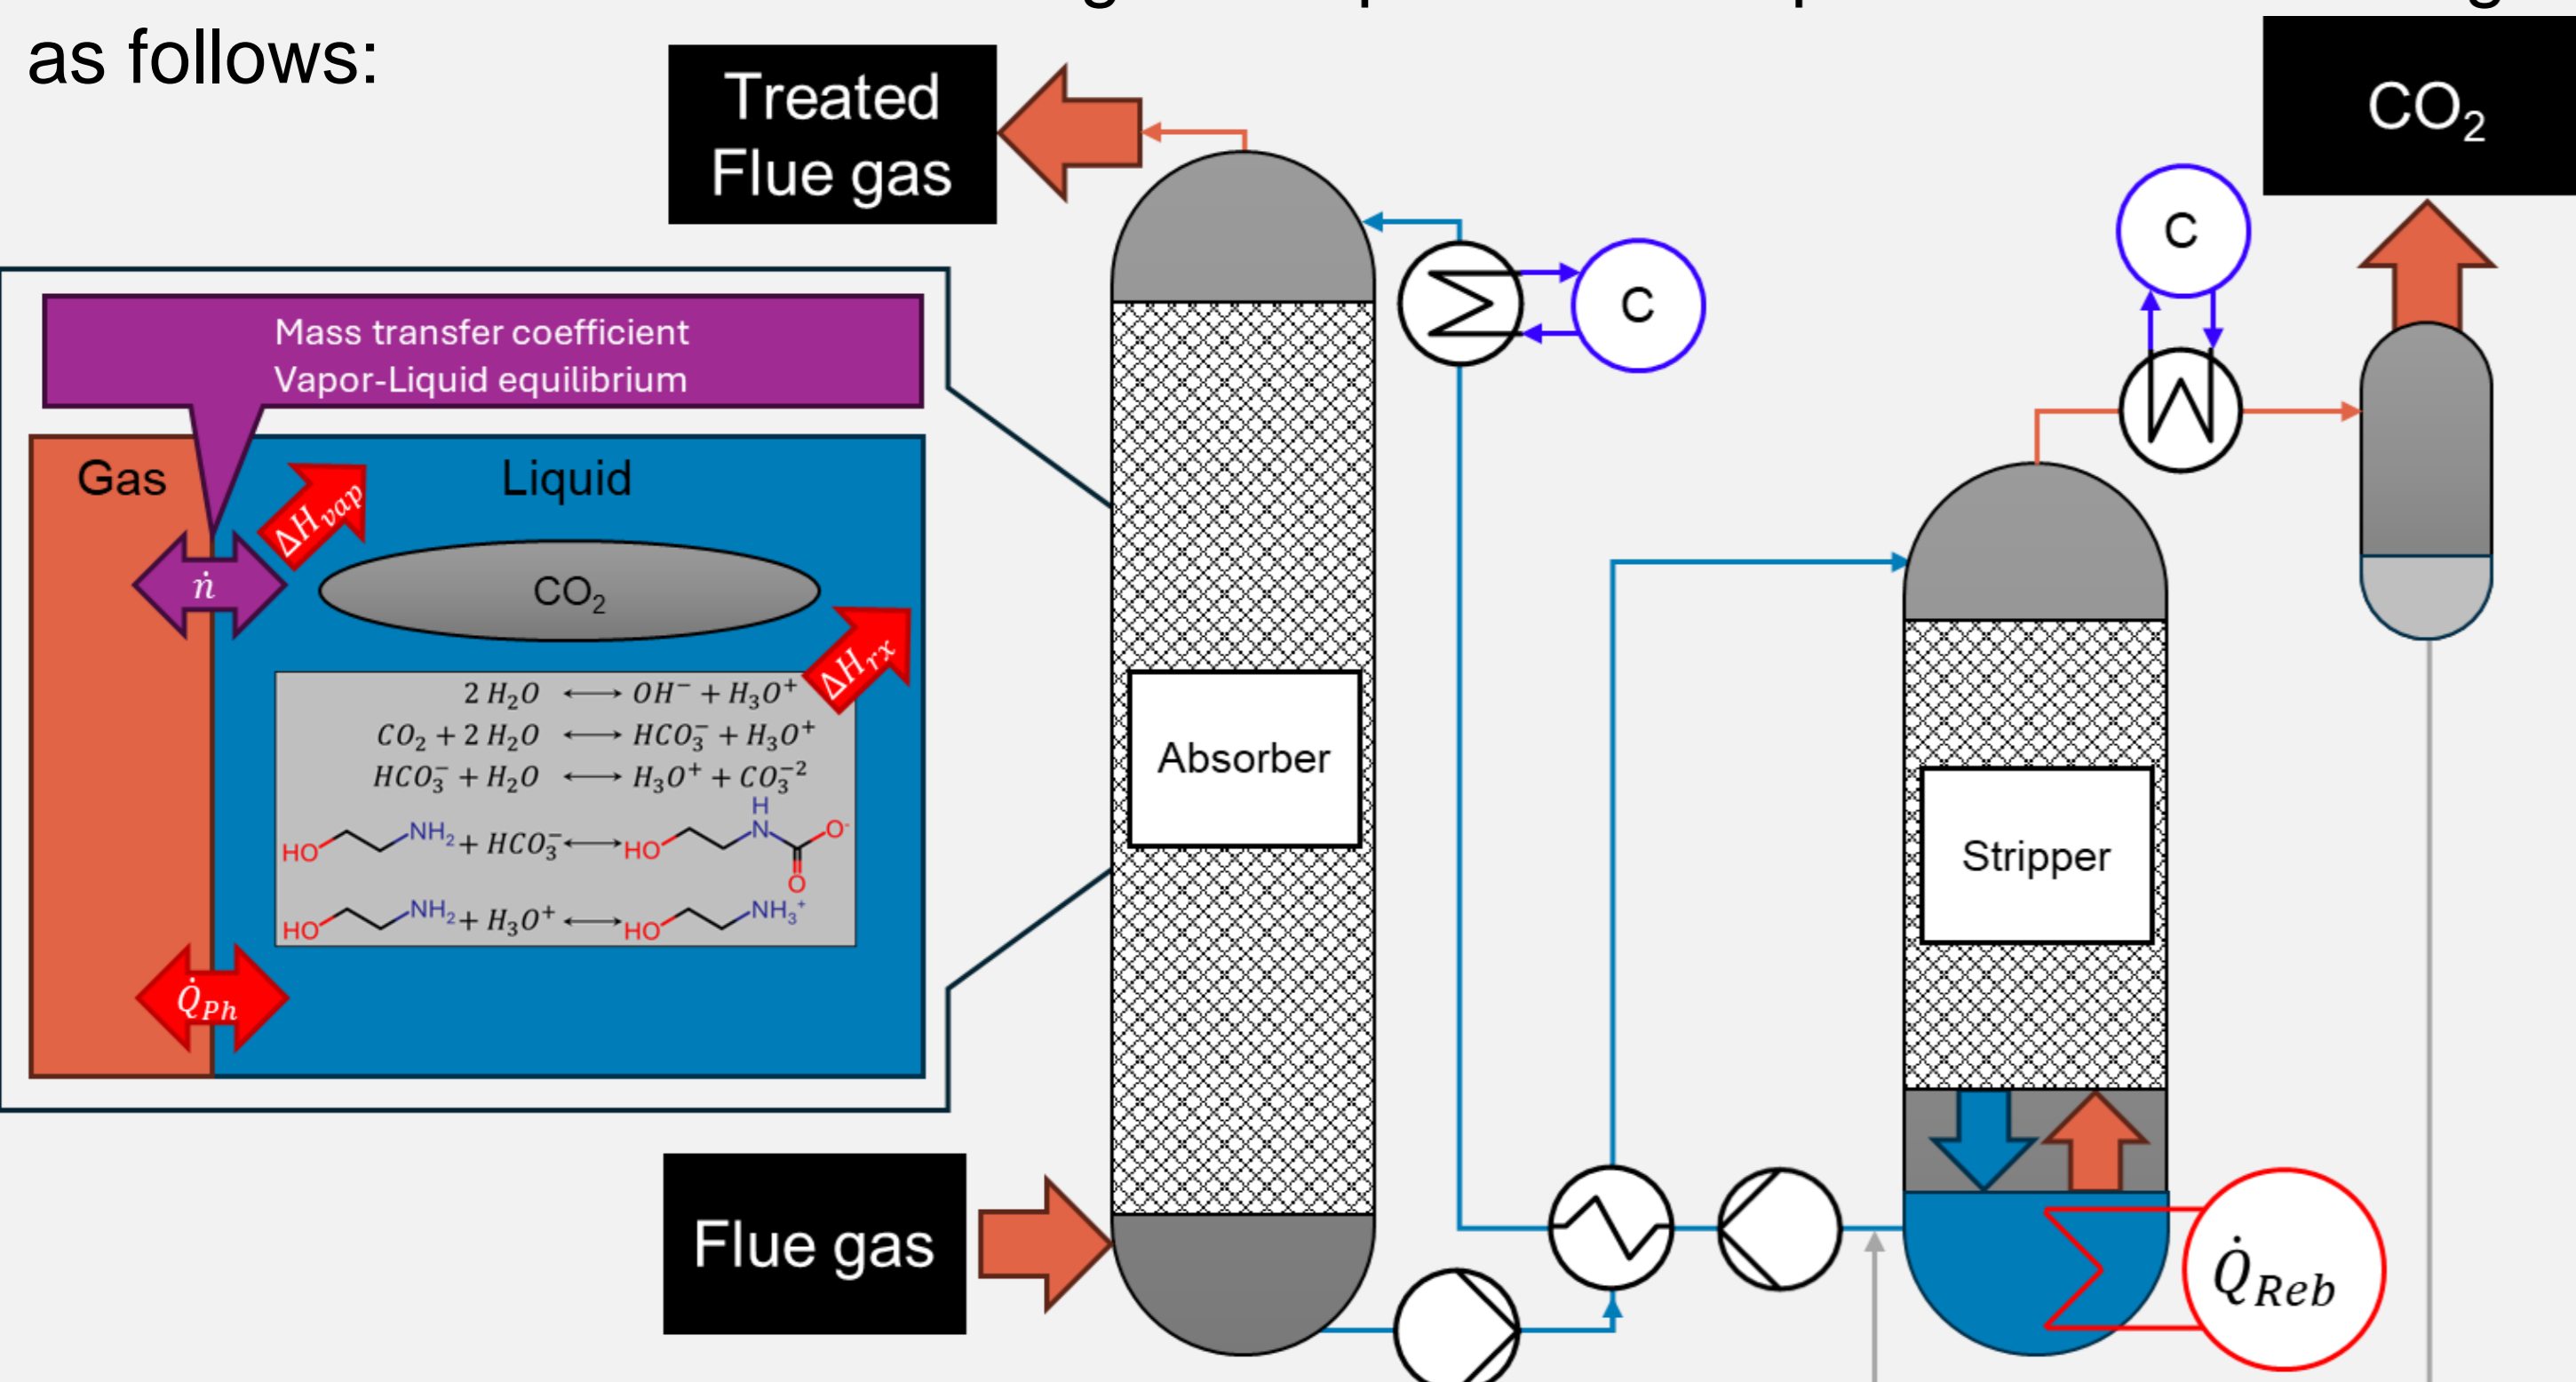 as follows:
Treated
Flue gas
CO₂
C
C
Mass transfer coefficient
Vapor-Liquid equilibrium
Gas
Liquid
ΔH_vap
ṅ
CO₂
ΔH_rx
2 H₂O ⟷ OH⁻ + H₃O⁺
CO₂ + 2 H₂O ⟷ HCO₃⁻ + H₃O⁺
HCO₃⁻ + H₂O ⟷ H₃O⁺ + CO₃⁻²
HO NH₂ + HCO₃⁻ ⟷ HO H N O⁻ O
HO NH₂ + H₃O⁺ ⟷ HO NH₃⁺
Q̇_Ph
Absorber
Stripper
Flue gas
Q̇_Reb